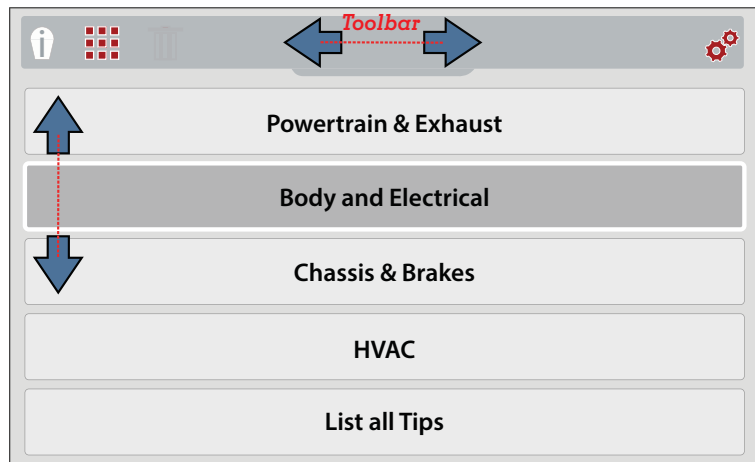 Toolbar
Powertrain & Exhaust
Body and Electrical
Chassis & Brakes
HVAC
List all Tips